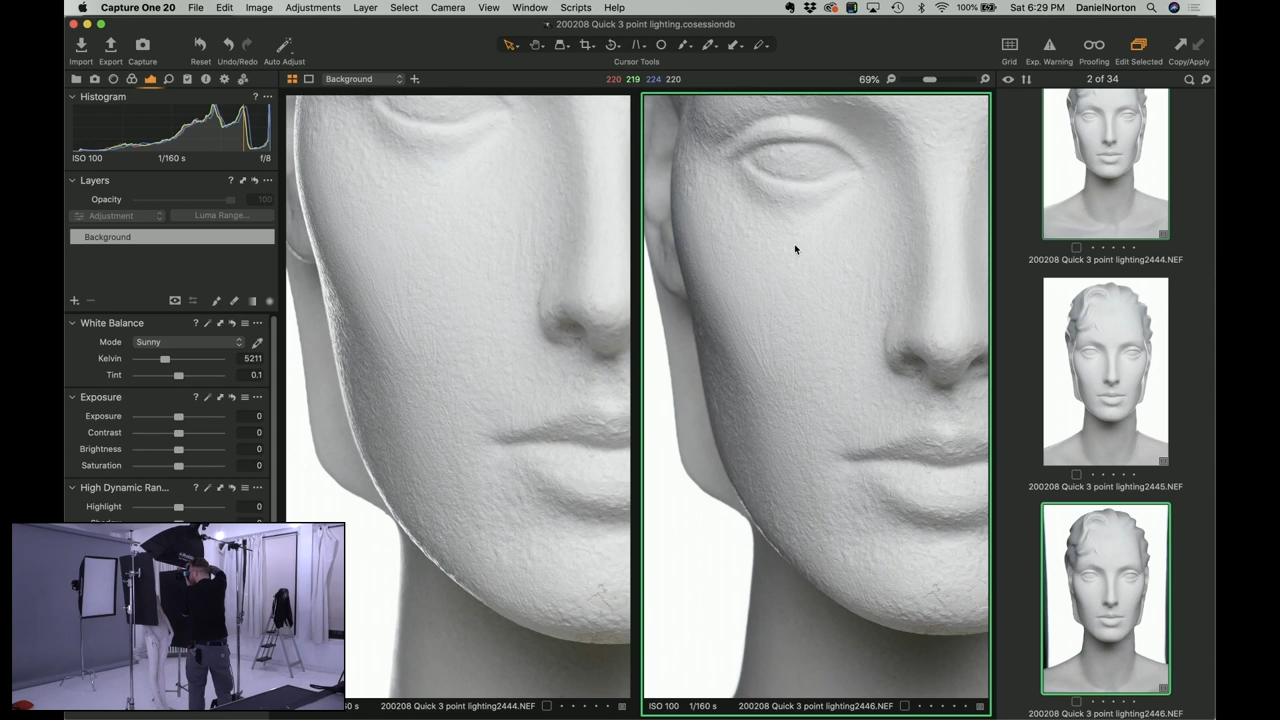 Capture One 20 File Edit View Image Adjustments Layer Select Camera View Window Scripts Help 100% Sat 6:29 PM DanielNorton
200208 Quick 3 point lighting.cosessiondb
Import Export Capture Reset Undo/Redo Auto Adjust Cursor Tools Grid Exp. Warning Proofing Edit Selected Copy/Apply
Background 220 219 224 220 69% 2 of 34
Histogram
ISO 100 1/160 s f/8
Layers
Opacity 100
Adjustment Luma Range...
Background
White Balance
Mode Sunny
Kelvin 5211
Tint 0.1
Exposure
Exposure 0
Contrast 0
Brightness 0
Saturation 0
High Dynamic Ran...
Highlight 0
200208 Quick 3 point lighting2444.NEF
200208 Quick 3 point lighting2445.NEF
200208 Quick 3 point lighting2446.NEF
200208 Quick 3 point lighting2444.NEF
ISO 100 1/160 s 200208 Quick 3 point lighting2446.NEF